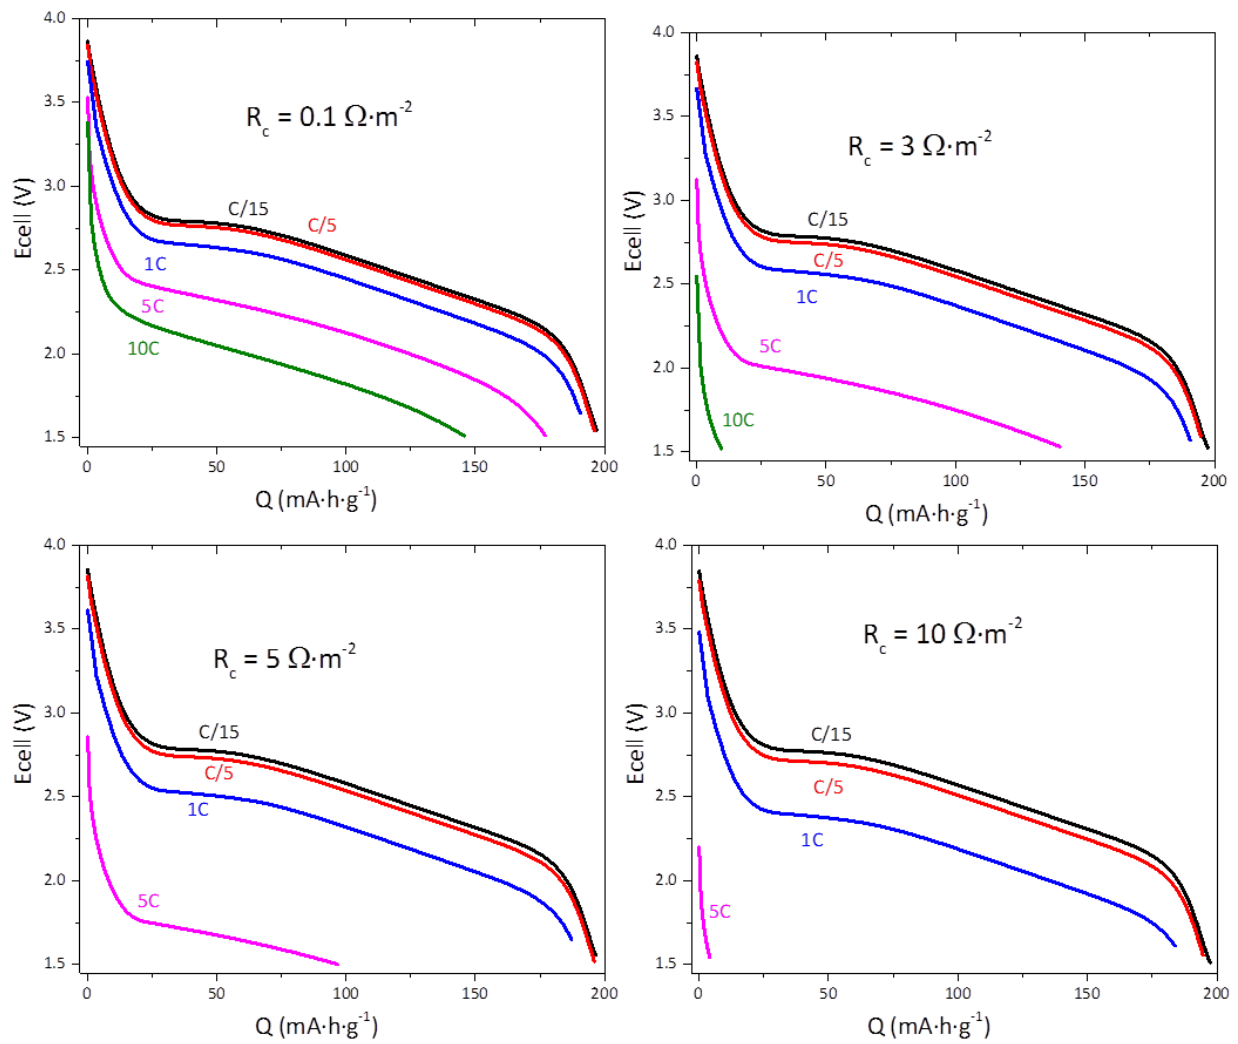 4.0
3.5
3.0
2.5
2.0
1.5
Ecell (V)
R_c = 0.1 Ω·m^-2
C/15
C/5
1C
5C
10C
0 50 100 150 200
Q (mA·h·g^-1)
4.0
3.5
3.0
2.5
2.0
1.5
Ecell (V)
R_c = 3 Ω·m^-2
C/15
C/5
1C
5C
10C
0 50 100 150 200
Q (mA·h·g^-1)
4.0
3.5
3.0
2.5
2.0
1.5
Ecell (V)
R_c = 5 Ω·m^-2
C/15
C/5
1C
5C
0 50 100 150 200
Q (mA·h·g^-1)
4.0
3.5
3.0
2.5
2.0
1.5
Ecell (V)
R_c = 10 Ω·m^-2
C/15
C/5
1C
5C
0 50 100 150 200
Q (mA·h·g^-1)